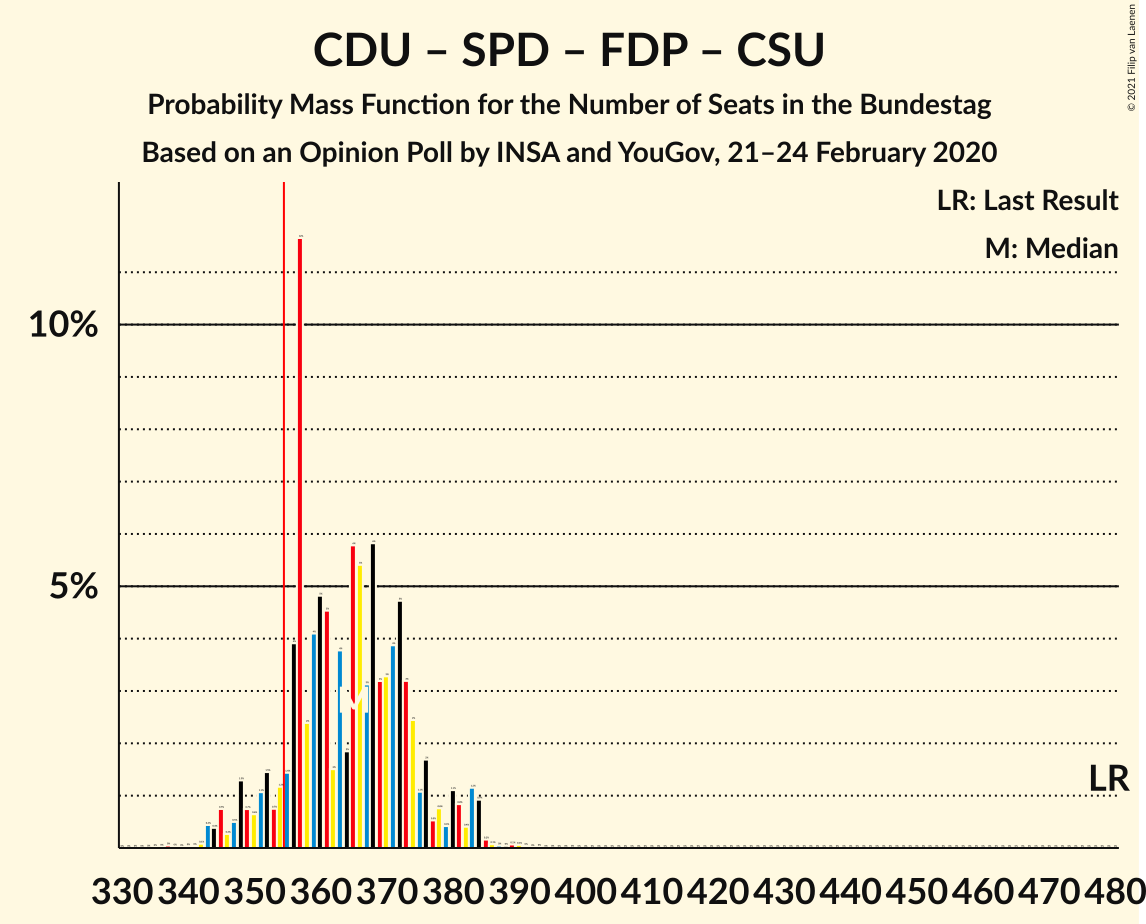 CDU – SPD – FDP – CSU
Probability Mass Function for the Number of Seats in the Bundestag
Based on an Opinion Poll by INSA and YouGov, 21–24 February 2020
© 2021 Filip van Laenen
LR: Last Result
M: Median
10%
5%
M
LR
330 340 350 360 370 380 390 400 410 420 430 440 450 460 470 480